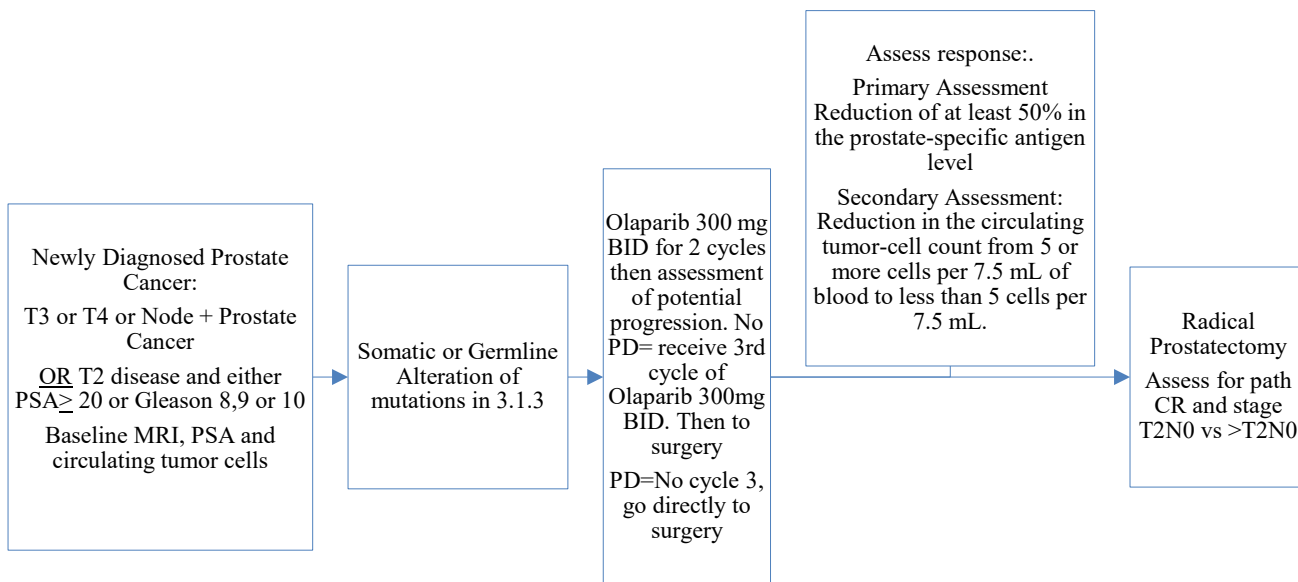 Newly Diagnosed Prostate
Cancer:
T3 or T4 or Node + Prostate
Cancer
OR T2 disease and either
PSA≥ 20 or Gleason 8,9 or 10
Baseline MRI, PSA and
circulating tumor cells
Somatic or Germline
Alteration of
mutations in 3.1.3
Olaparib 300 mg
BID for 2 cycles
then assessment
of potential
progression. No
PD= receive 3rd
cycle of
Olaparib 300mg
BID. Then to
surgery
PD=No cycle 3,
go directly to
surgery
Assess response:.
Primary Assessment
Reduction of at least 50% in
the prostate-specific antigen
level
Secondary Assessment:
Reduction in the circulating
tumor-cell count from 5 or
more cells per 7.5 mL of
blood to less than 5 cells per
7.5 mL.
Radical
Prostatectomy
Assess for path
CR and stage
T2N0 vs >T2N0